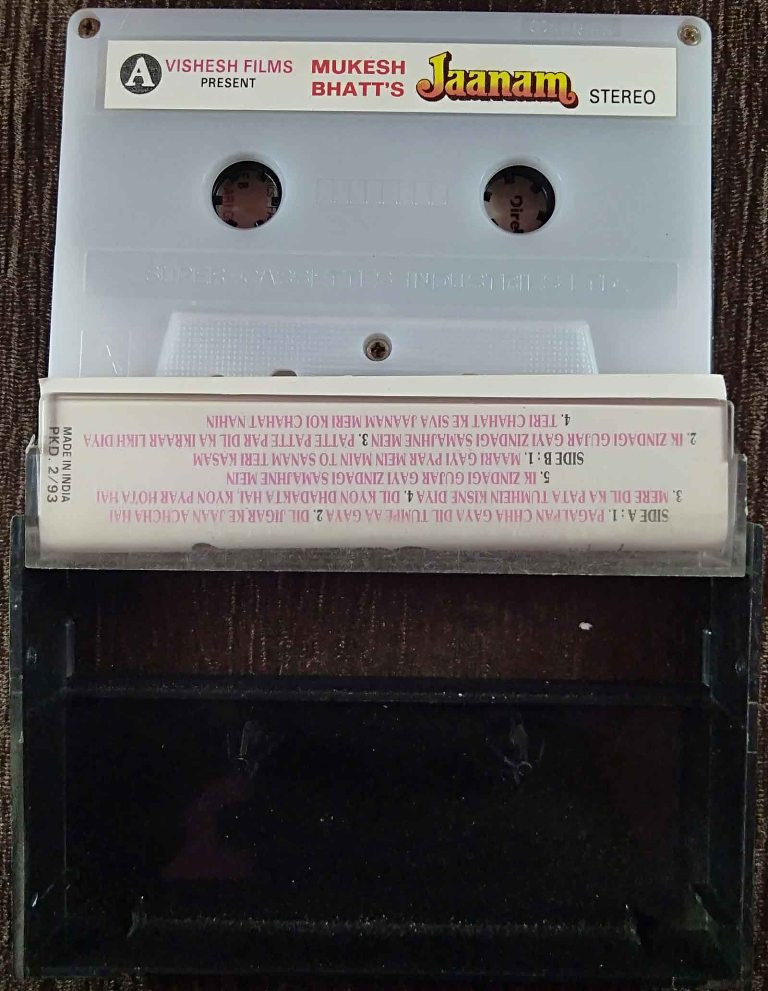 A VISHESH FILMS
PRESENT
MUKESH
BHATT'S
Jaanam
STEREO
SIDE A : 1. PAGALPAN CHHA GAYA DIL TUMPE AA GAYA 2. DIL JIGAR KE JAAN ACHCHA HAI
3. MERE DIL KA PATA TUMHEIN KISNE DIYA 4. DIL KYON DHADAKTA HAI, KYON PYAR HOTA HAI
5. IK ZINDAGI GUJAR GAYI ZINDAGI SAMAJHNE MEIN
SIDE B : 1. MAARI GAYI PYAR MEIN MAIN TO SANAM TERI KASAM
2. IK ZINDAGI GUJAR GAYI ZINDAGI SAMAJHNE MEIN 3. PATTE PATTE PAR DIL KA IKRAAR LIKH DIYA
4. TERI CHAHAT KE SIVA JAANAM MERI KOI CHAHAT NAHIN
MADE IN INDIA
PKD. 2/93